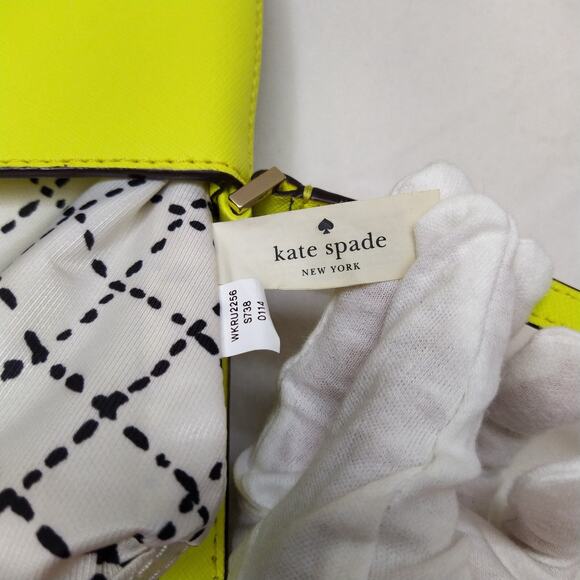 kate spade
NEW YORK
WKRU2256
S738
0114